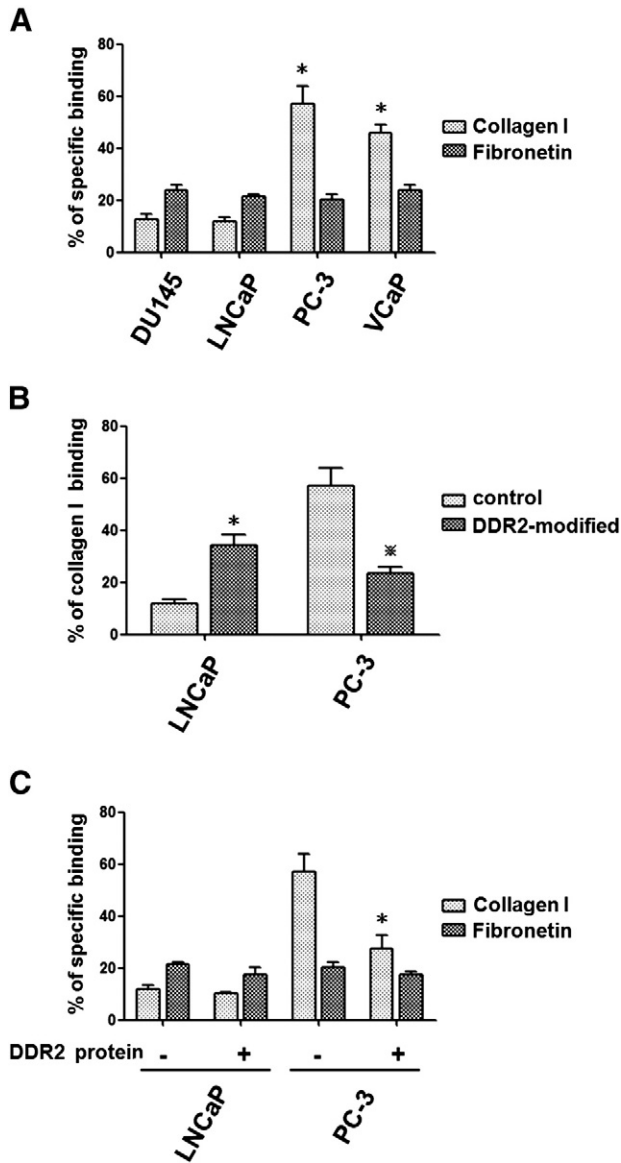 A
% of specific binding
80
60
40
20
0
*
*
Collagen I
Fibronetin
DU145
LNCaP
PC-3
VCaP
B
% of collagen I binding
80
60
40
20
0
*
※
control
DDR2-modified
LNCaP
PC-3
C
% of specific binding
80
60
40
20
0
*
Collagen I
Fibronetin
DDR2 protein - + - +
LNCaP
PC-3